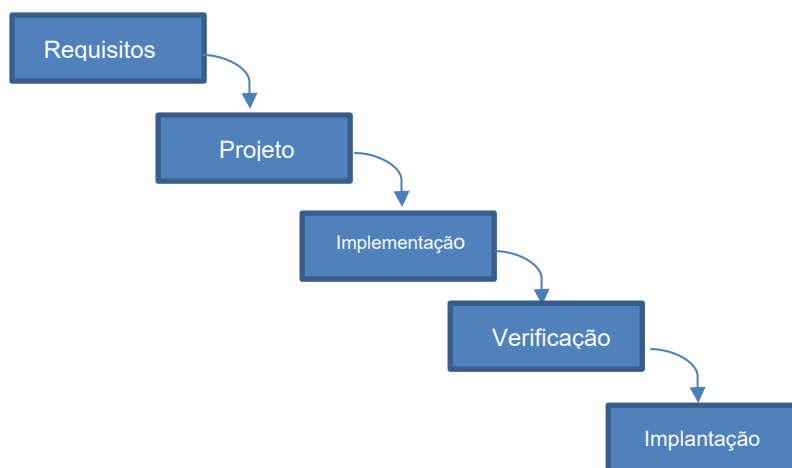 Requisitos
Projeto
Implementação
Verificação
Implantação